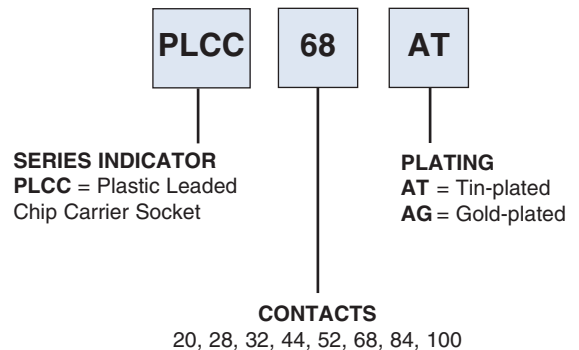 PLCC 68 AT
SERIES INDICATOR
PLCC = Plastic Leaded
Chip Carrier Socket
PLATING
AT = Tin-plated
AG = Gold-plated
CONTACTS
20, 28, 32, 44, 52, 68, 84, 100